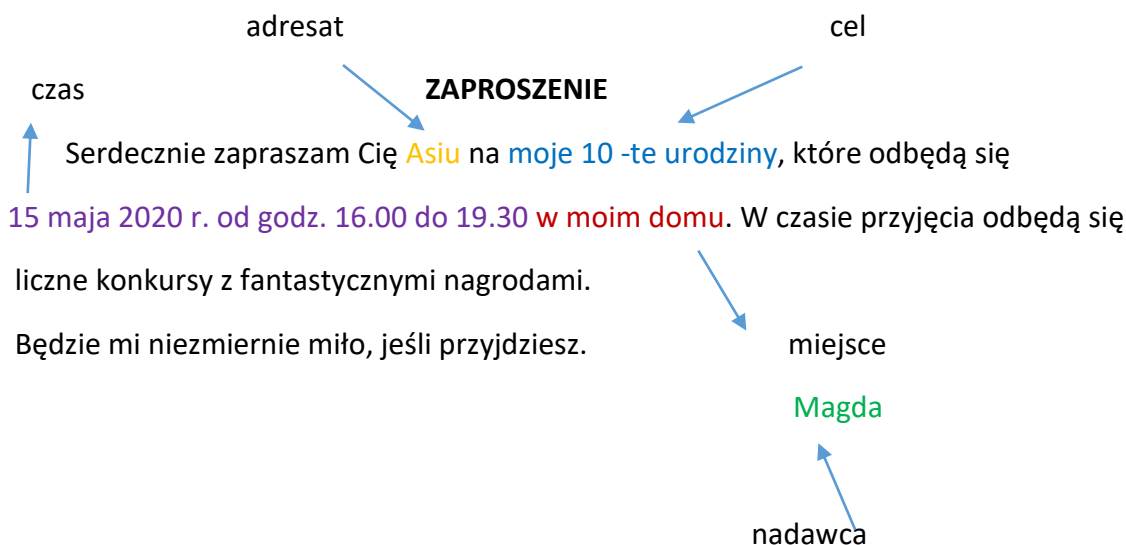 adresat cel
czas ZAPROSZENIE
Serdecznie zapraszam Cię Asiu na moje 10 -te urodziny, które odbędą się
15 maja 2020 r. od godz. 16.00 do 19.30 w moim domu. W czasie przyjęcia odbędą się
liczne konkursy z fantastycznymi nagrodami.
Będzie mi niezmiernie miło, jeśli przyjdziesz. miejsce
Magda
nadawca